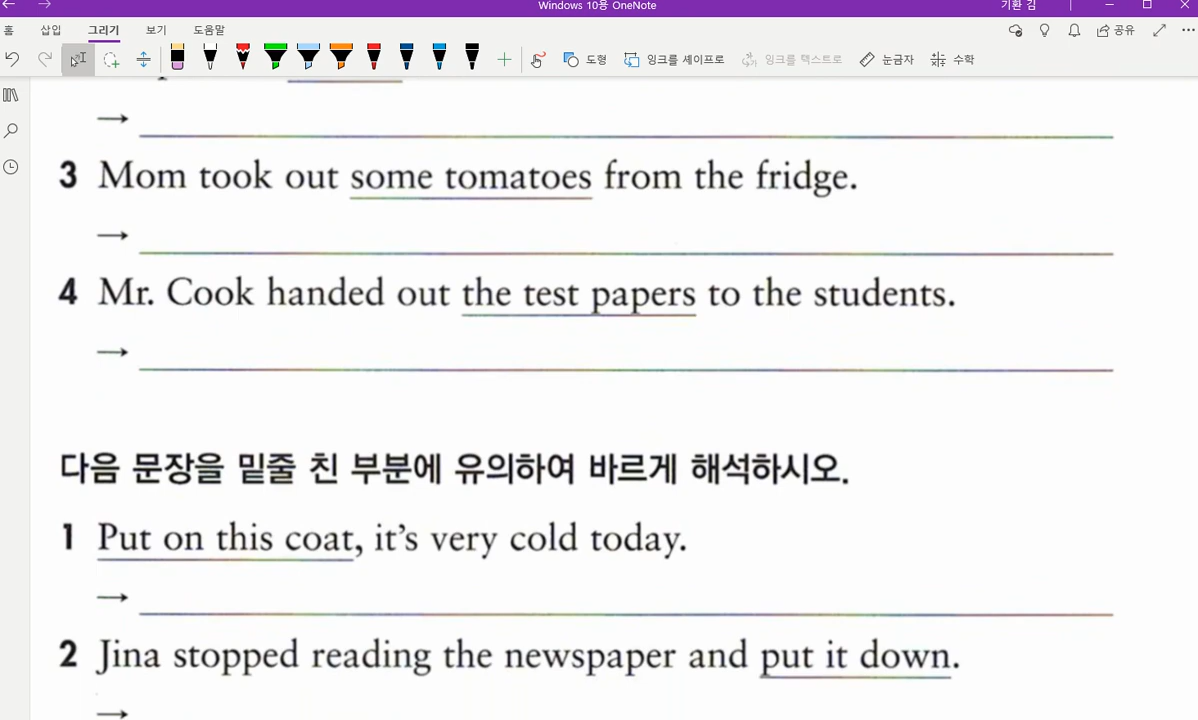 Windows 10용 OneNote
기환 김
홈 삽입 그리기 보기 도움말
공유
도형 잉크를 셰이프로 잉크를 텍스트로 눈금자 수학
→
3 Mom took out some tomatoes from the fridge.
→
4 Mr. Cook handed out the test papers to the students.
→
다음 문장을 밑줄 친 부분에 유의하여 바르게 해석하시오.
1 Put on this coat, it's very cold today.
→
2 Jina stopped reading the newspaper and put it down.
→